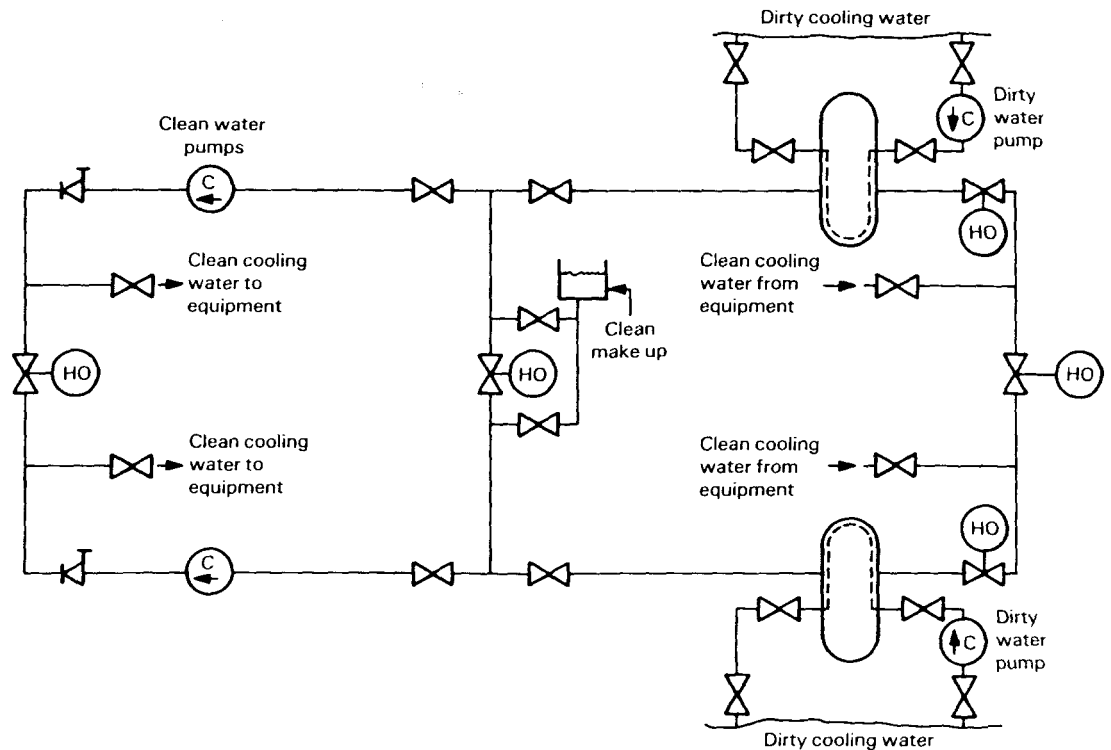 Dirty cooling water
Dirty
water
pump
C
Clean water
pumps
C
HO
Clean cooling
water to
equipment
Clean cooling
water from
equipment
Clean
make up
HO
HO
HO
Clean cooling
water to
equipment
Clean cooling
water from
equipment
HO
C
C
Dirty
water
pump
Dirty cooling water